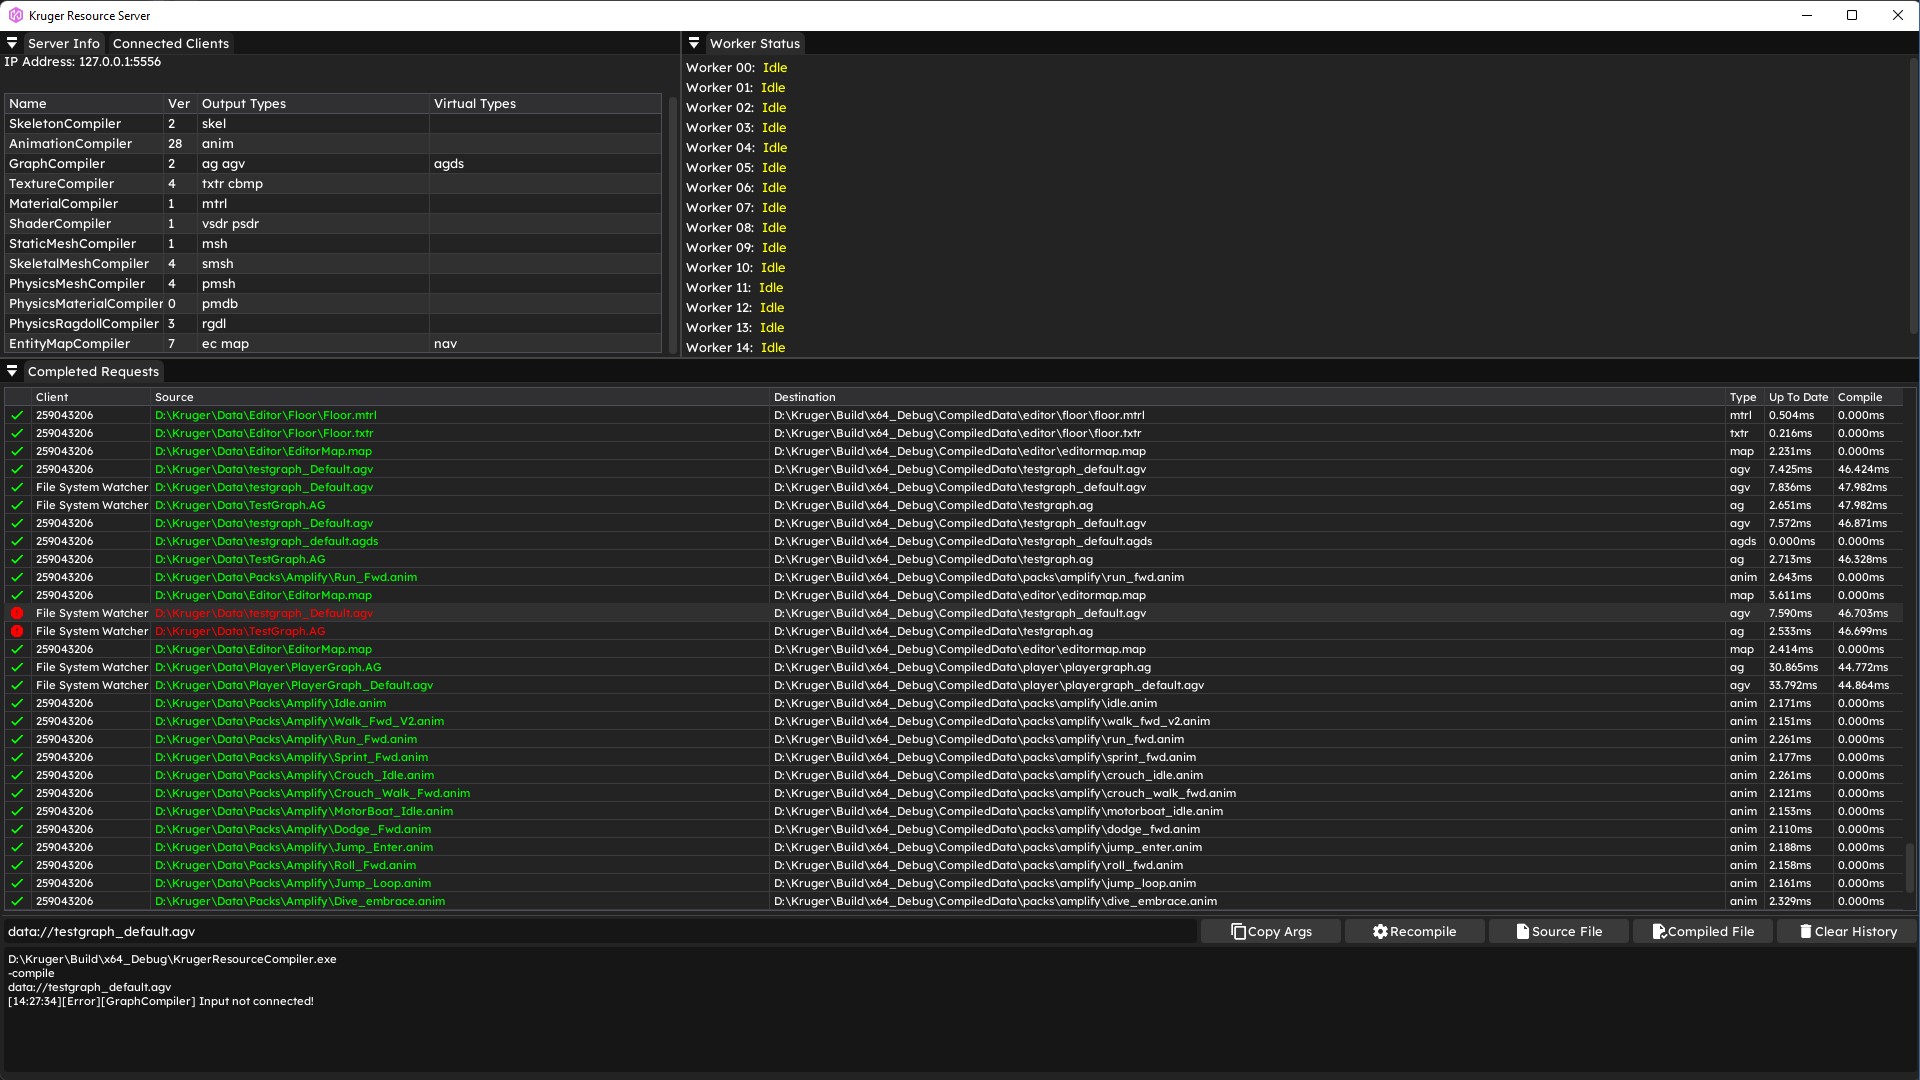 Kruger Resource Server
Server Info Connected Clients
IP Address: 127.0.0.1:5556
Name Ver Output Types Virtual Types
SkeletonCompiler 2 skel
AnimationCompiler 28 anim
GraphCompiler 2 ag agv agds
TextureCompiler 4 txtr cbmp
MaterialCompiler 1 mtrl
ShaderCompiler 1 vsdr psdr
StaticMeshCompiler 1 msh
SkeletalMeshCompiler 4 smsh
PhysicsMeshCompiler 4 pmsh
PhysicsMaterialCompiler 0 pmdb
PhysicsRagdollCompiler 3 rgdl
EntityMapCompiler 7 ec map nav
Worker Status
Worker 00: Idle
Worker 01: Idle
Worker 02: Idle
Worker 03: Idle
Worker 04: Idle
Worker 05: Idle
Worker 06: Idle
Worker 07: Idle
Worker 08: Idle
Worker 09: Idle
Worker 10: Idle
Worker 11: Idle
Worker 12: Idle
Worker 13: Idle
Worker 14: Idle
Completed Requests
Client Source Destination Type Up To Date Compile
259043206 D:\Kruger\Data\Editor\Floor\Floor.mtrl D:\Kruger\Build\x64_Debug\CompiledData\editor\floor\floor.mtrl mtrl 0.504ms 0.000ms
259043206 D:\Kruger\Data\Editor\Floor\Floor.txtr D:\Kruger\Build\x64_Debug\CompiledData\editor\floor\floor.txtr txtr 0.216ms 0.000ms
259043206 D:\Kruger\Data\Editor\EditorMap.map D:\Kruger\Build\x64_Debug\CompiledData\editor\editormap.map map 2.231ms 0.000ms
259043206 D:\Kruger\Data\testgraph_Default.agv D:\Kruger\Build\x64_Debug\CompiledData\testgraph_default.agv agv 7.425ms 46.424ms
File System Watcher D:\Kruger\Data\testgraph_Default.agv D:\Kruger\Build\x64_Debug\CompiledData\testgraph_default.agv agv 7.836ms 47.982ms
File System Watcher D:\Kruger\Data\TestGraph.AG D:\Kruger\Build\x64_Debug\CompiledData\testgraph.ag ag 2.651ms 47.982ms
259043206 D:\Kruger\Data\testgraph_Default.agv D:\Kruger\Build\x64_Debug\CompiledData\testgraph_default.agv agv 7.572ms 46.871ms
259043206 D:\Kruger\Data\testgraph_default.agds D:\Kruger\Build\x64_Debug\CompiledData\testgraph_default.agds agds 0.000ms 0.000ms
259043206 D:\Kruger\Data\TestGraph.AG D:\Kruger\Build\x64_Debug\CompiledData\testgraph.ag ag 2.713ms 46.328ms
259043206 D:\Kruger\Data\Packs\Amplify\Run_Fwd.anim D:\Kruger\Build\x64_Debug\CompiledData\packs\amplify\run_fwd.anim anim 2.643ms 0.000ms
259043206 D:\Kruger\Data\Editor\EditorMap.map D:\Kruger\Build\x64_Debug\CompiledData\editor\editormap.map map 3.611ms 0.000ms
File System Watcher D:\Kruger\Data\testgraph_Default.agv D:\Kruger\Build\x64_Debug\CompiledData\testgraph_default.agv agv 7.590ms 46.703ms
File System Watcher D:\Kruger\Data\TestGraph.AG D:\Kruger\Build\x64_Debug\CompiledData\testgraph.ag ag 2.533ms 46.699ms
259043206 D:\Kruger\Data\Editor\EditorMap.map D:\Kruger\Build\x64_Debug\CompiledData\editor\editormap.map map 2.414ms 0.000ms
File System Watcher D:\Kruger\Data\Player\PlayerGraph.AG D:\Kruger\Build\x64_Debug\CompiledData\player\playergraph.ag ag 30.865ms 44.772ms
File System Watcher D:\Kruger\Data\Player\PlayerGraph_Default.agv D:\Kruger\Build\x64_Debug\CompiledData\player\playergraph_default.agv agv 33.792ms 44.864ms
259043206 D:\Kruger\Data\Packs\Amplify\Idle.anim D:\Kruger\Build\x64_Debug\CompiledData\packs\amplify\idle.anim anim 2.171ms 0.000ms
259043206 D:\Kruger\Data\Packs\Amplify\Walk_Fwd_V2.anim D:\Kruger\Build\x64_Debug\CompiledData\packs\amplify\walk_fwd_v2.anim anim 2.151ms 0.000ms
259043206 D:\Kruger\Data\Packs\Amplify\Run_Fwd.anim D:\Kruger\Build\x64_Debug\CompiledData\packs\amplify\run_fwd.anim anim 2.261ms 0.000ms
259043206 D:\Kruger\Data\Packs\Amplify\Sprint_Fwd.anim D:\Kruger\Build\x64_Debug\CompiledData\packs\amplify\sprint_fwd.anim anim 2.177ms 0.000ms
259043206 D:\Kruger\Data\Packs\Amplify\Crouch_Idle.anim D:\Kruger\Build\x64_Debug\CompiledData\packs\amplify\crouch_idle.anim anim 2.261ms 0.000ms
259043206 D:\Kruger\Data\Packs\Amplify\Crouch_Walk_Fwd.anim D:\Kruger\Build\x64_Debug\CompiledData\packs\amplify\crouch_walk_fwd.anim anim 2.121ms 0.000ms
259043206 D:\Kruger\Data\Packs\Amplify\MotorBoat_Idle.anim D:\Kruger\Build\x64_Debug\CompiledData\packs\amplify\motorboat_idle.anim anim 2.153ms 0.000ms
259043206 D:\Kruger\Data\Packs\Amplify\Dodge_Fwd.anim D:\Kruger\Build\x64_Debug\CompiledData\packs\amplify\dodge_fwd.anim anim 2.110ms 0.000ms
259043206 D:\Kruger\Data\Packs\Amplify\Jump_Enter.anim D:\Kruger\Build\x64_Debug\CompiledData\packs\amplify\jump_enter.anim anim 2.188ms 0.000ms
259043206 D:\Kruger\Data\Packs\Amplify\Roll_Fwd.anim D:\Kruger\Build\x64_Debug\CompiledData\packs\amplify\roll_fwd.anim anim 2.158ms 0.000ms
259043206 D:\Kruger\Data\Packs\Amplify\Jump_Loop.anim D:\Kruger\Build\x64_Debug\CompiledData\packs\amplify\jump_loop.anim anim 2.161ms 0.000ms
259043206 D:\Kruger\Data\Packs\Amplify\Dive_embrace.anim D:\Kruger\Build\x64_Debug\CompiledData\packs\amplify\dive_embrace.anim anim 2.329ms 0.000ms
data://testgraph_default.agv Copy Args Recompile Source File Compiled File Clear History
D:\Kruger\Build\x64_Debug\KrugerResourceCompiler.exe
-compile
data://testgraph_default.agv
[14:27:34][Error][GraphCompiler] Input not connected!